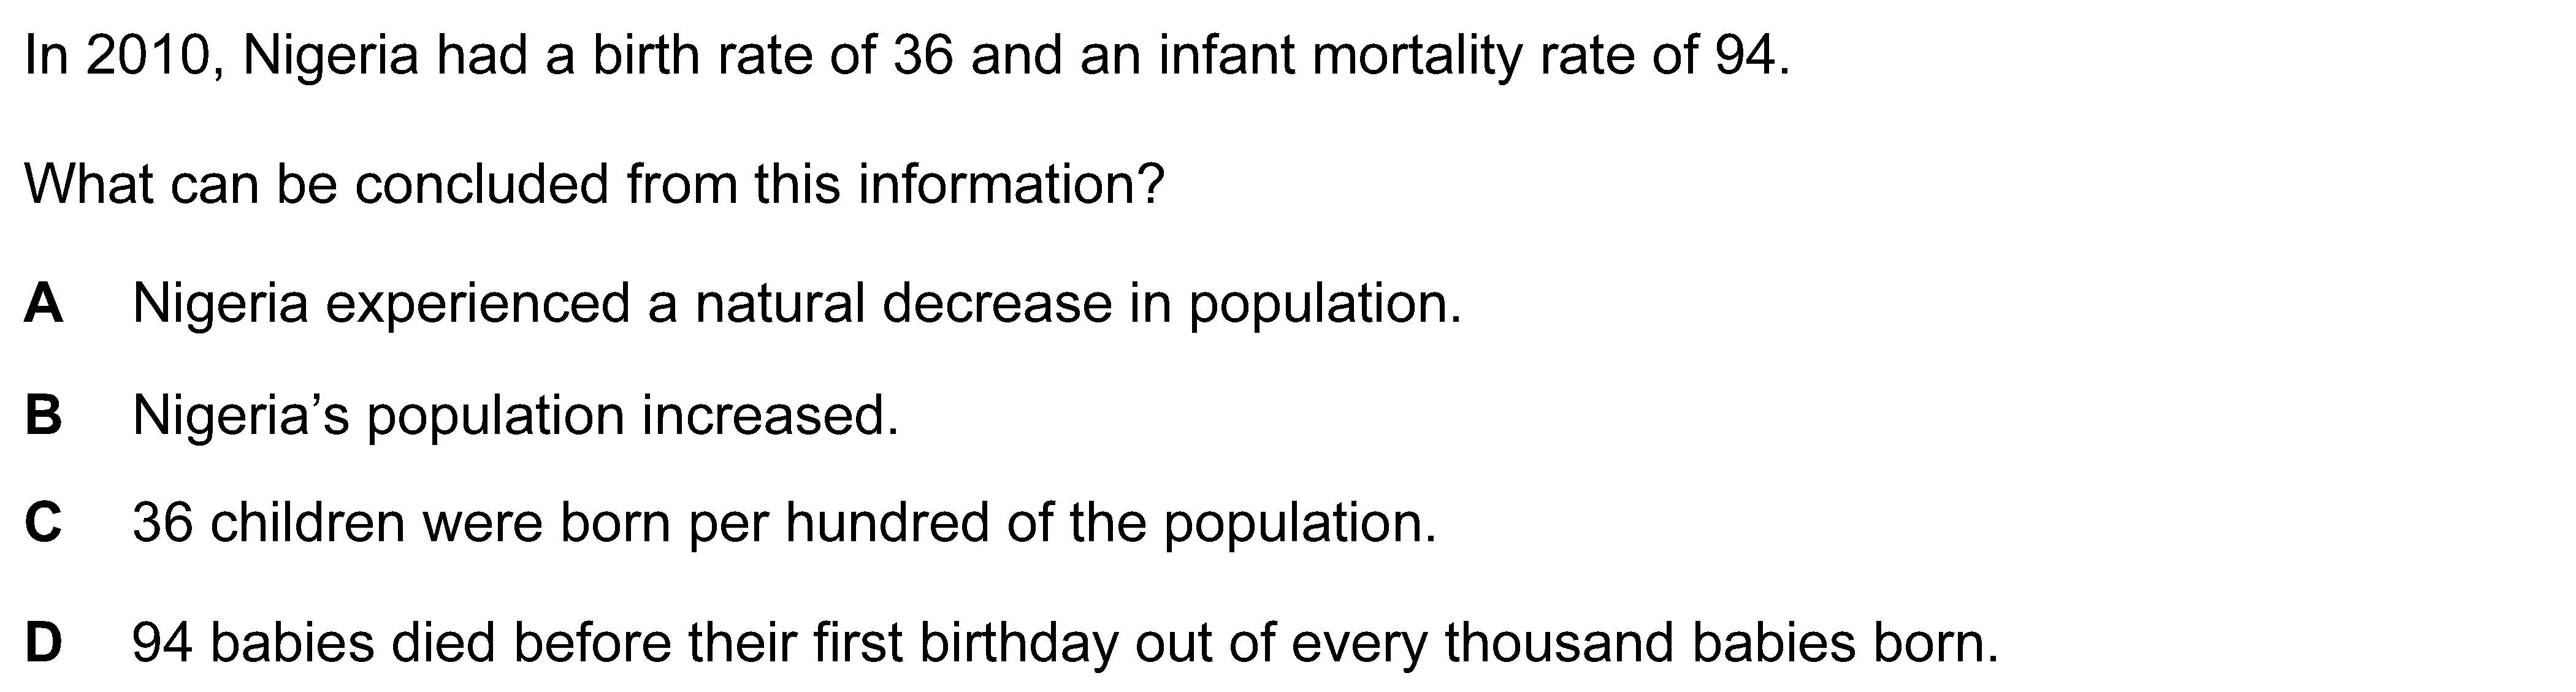 In 2010, Nigeria had a birth rate of 36 and an infant mortality rate of 94.
What can be concluded from this information?
A Nigeria experienced a natural decrease in population.
B Nigeria’s population increased.
C 36 children were born per hundred of the population.
D 94 babies died before their first birthday out of every thousand babies born.